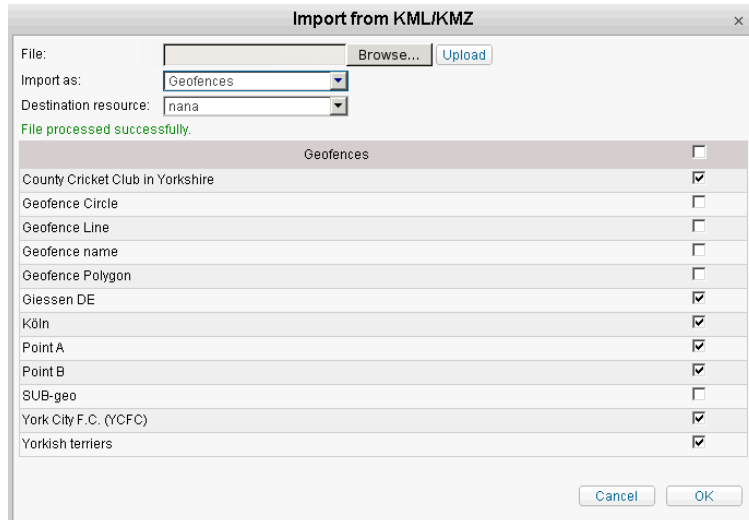 Import from KML/KMZ
File: Browse... Upload
Import as: Geofences
Destination resource: nana
File processed successfully.
Geofences
County Cricket Club in Yorkshire
Geofence Circle
Geofence Line
Geofence name
Geofence Polygon
Giessen DE
Köln
Point A
Point B
SUB-geo
York City F.C. (YCFC)
Yorkish terriers
Cancel OK